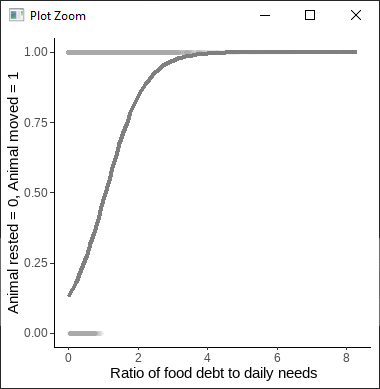 Plot Zoom
Animal rested = 0, Animal moved = 1
1.00
0.75
0.50
0.25
0.00
0 2 4 6 8
Ratio of food debt to daily needs